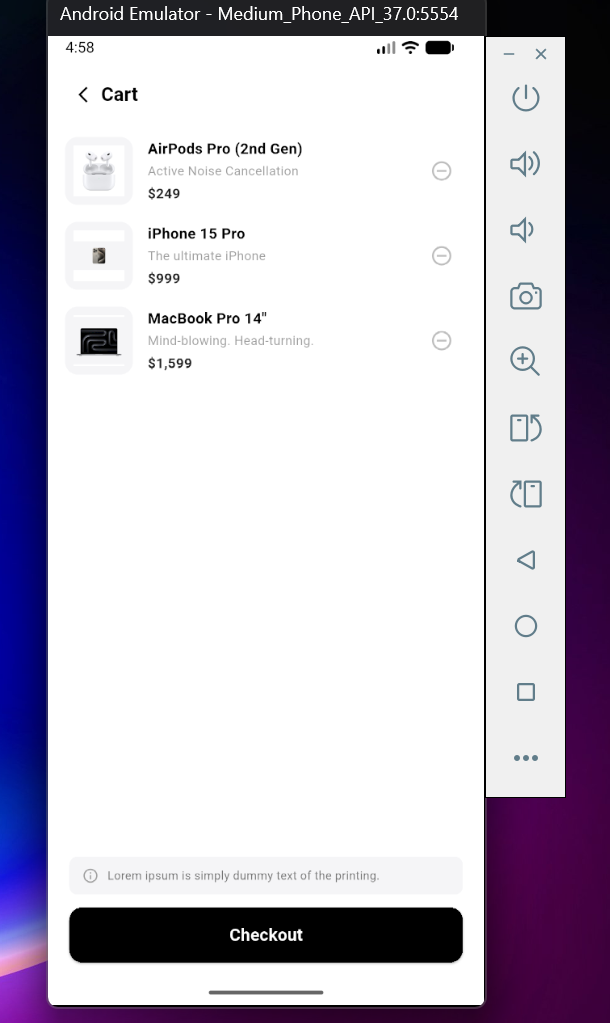 Android Emulator - Medium_Phone_API_37.0:5554
4:58
Cart
AirPods Pro (2nd Gen)
Active Noise Cancellation
$249
iPhone 15 Pro
The ultimate iPhone
$999
MacBook Pro 14"
Mind-blowing. Head-turning.
$1,599
Lorem ipsum is simply dummy text of the printing.
Checkout